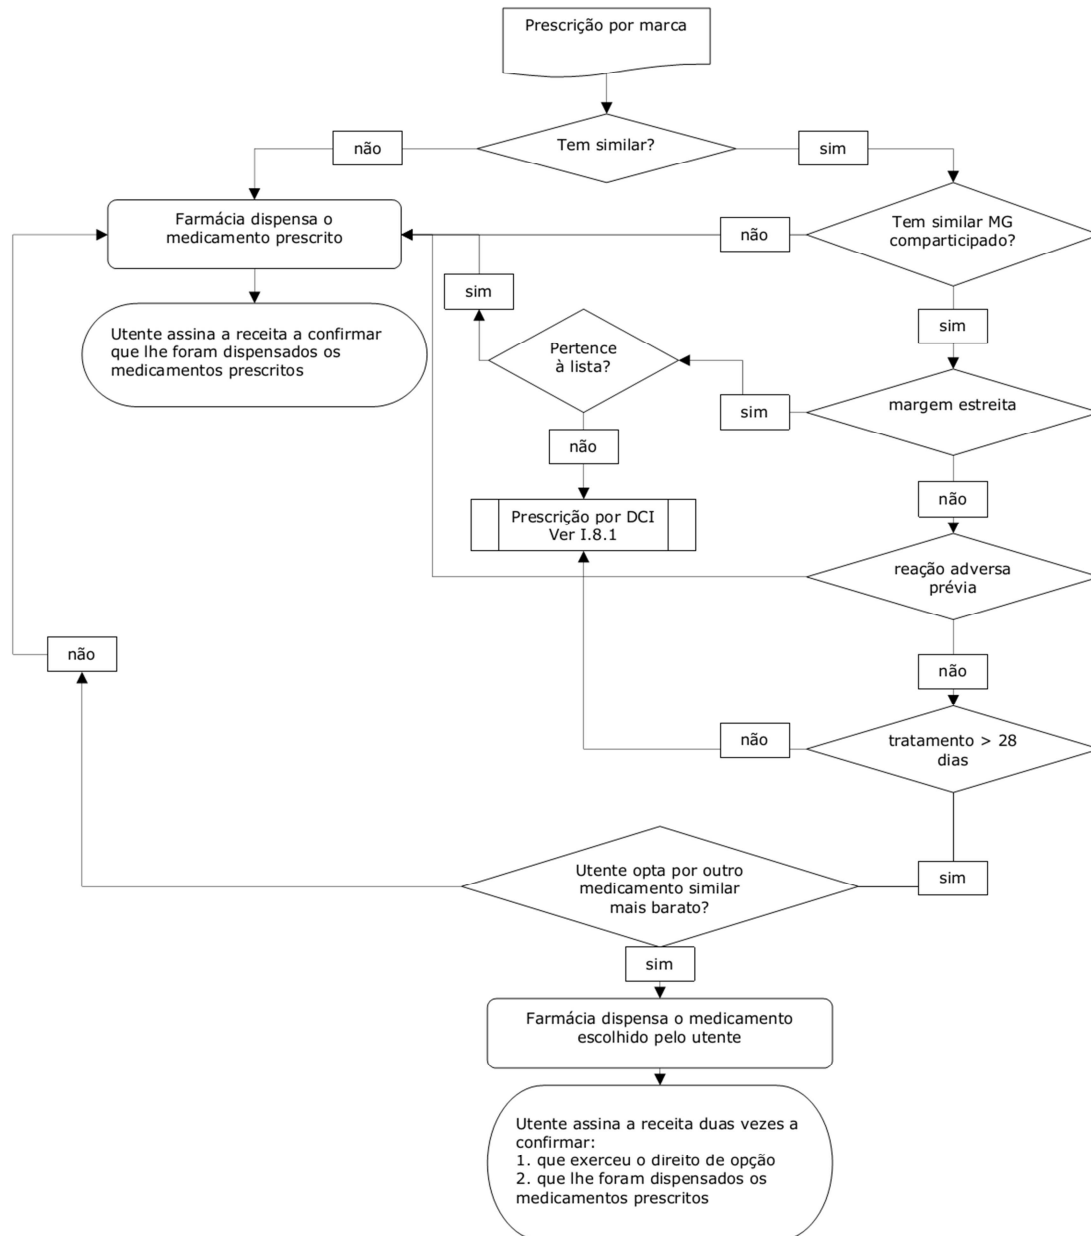 Prescrição por marca
Tem similar?
não
sim
Farmácia dispensa o
medicamento prescrito
Tem similar MG
comparticipado?
não
sim
sim
Utente assina a receita a confirmar
que lhe foram dispensados os
medicamentos prescritos
Pertence
à lista?
margem estreita
sim
não
não
Prescrição por DCI
Ver I.8.1
reação adversa
prévia
não
não
não
tratamento > 28
dias
Utente opta por outro
medicamento similar
mais barato?
sim
sim
Farmácia dispensa o medicamento
escolhido pelo utente
Utente assina a receita duas vezes a
confirmar:
1. que exerceu o direito de opção
2. que lhe foram dispensados os
medicamentos prescritos